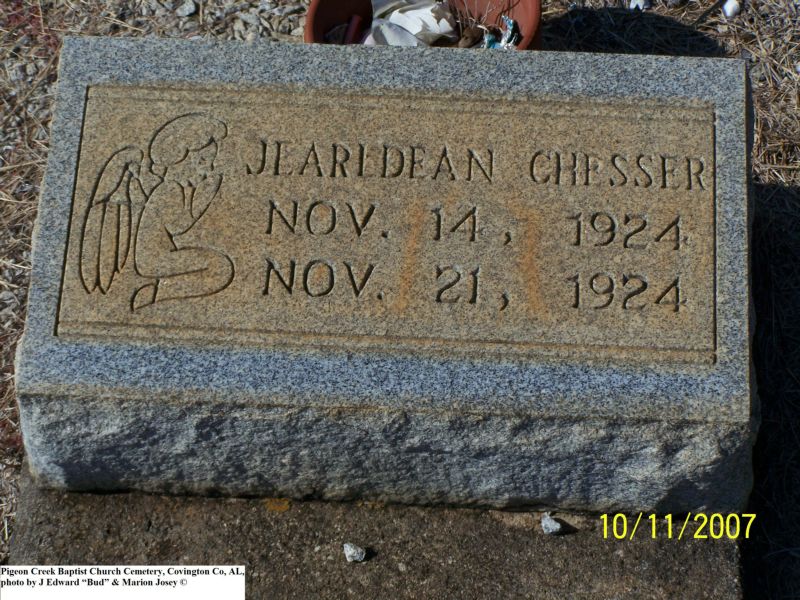 JEARLDEAN CHESSER
NOV. 14, 1924
NOV. 21, 1924
10/11/2007
Pigeon Creek Baptist Church Cemetery, Covington Co, AL,
photo by J Edward “Bud” & Marion Josey ©